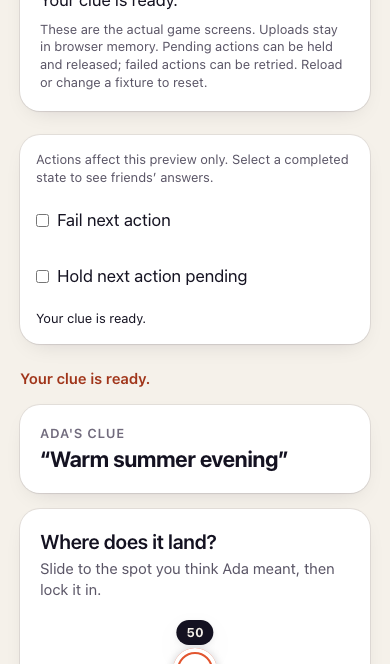 Your clue is ready.
These are the actual game screens. Uploads stay
in browser memory. Pending actions can be held
and released; failed actions can be retried. Reload
or change a fixture to reset.
Actions affect this preview only. Select a completed
state to see friends’ answers.
Fail next action
Hold next action pending
Your clue is ready.
Your clue is ready.
ADA'S CLUE
“Warm summer evening”
Where does it land?
Slide to the spot you think Ada meant, then
lock it in.
50